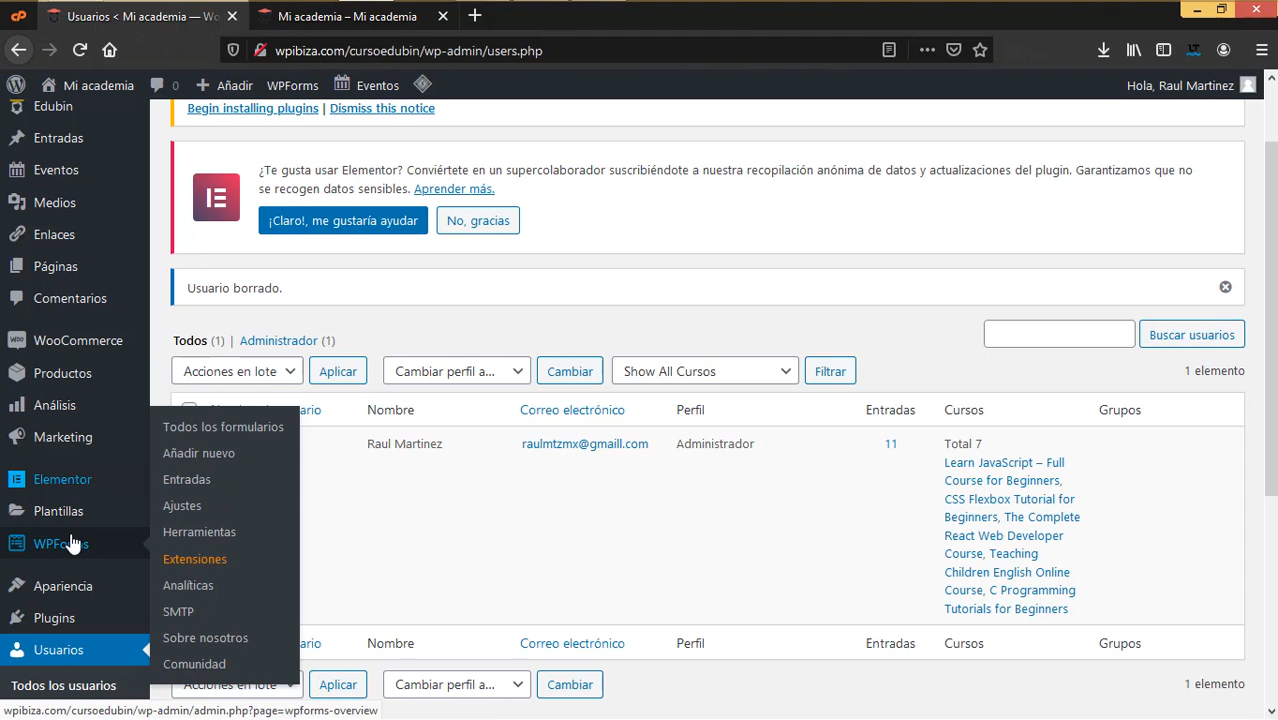 Usuarios < Mi academia — Wo
Mi academia – Mi academia
wpibiza.com/cursoedubin/wp-admin/users.php
Mi academia
0
Añadir
WPForms
Eventos
Hola, Raul Martinez
Edubin
Entradas
Eventos
Medios
Enlaces
Páginas
Comentarios
WooCommerce
Productos
Análisis
Marketing
Elementor
Plantillas
WPForms
Apariencia
Plugins
Usuarios
Todos los usuarios
Todos los formularios
Añadir nuevo
Entradas
Ajustes
Herramientas
Extensiones
Analíticas
SMTP
Sobre nosotros
Comunidad
Begin installing plugins | Dismiss this notice
¿Te gusta usar Elementor? Conviértete en un supercolaborador suscribiéndote a nuestra recopilación anónima de datos y actualizaciones del plugin. Garantizamos que no
se recogen datos sensibles. Aprender más.
¡Claro!, me gustaría ayudar
No, gracias
Usuario borrado.
Todos (1) | Administrador (1)
Buscar usuarios
Acciones en lote
Aplicar
Cambiar perfil a...
Cambiar
Show All Cursos
Filtrar
1 elemento
Nombre
Correo electrónico
Perfil
Entradas
Cursos
Grupos
Raul Martinez
raulmtzmx@gmaill.com
Administrador
11
Total 7
Learn JavaScript – Full
Course for Beginners,
CSS Flexbox Tutorial for
Beginners, The Complete
React Web Developer
Course, Teaching
Children English Online
Course, C Programming
Tutorials for Beginners
Nombre
Correo electrónico
Perfil
Entradas
Cursos
Grupos
Acciones en lote
Aplicar
Cambiar perfil a...
Cambiar
1 elemento
wpibiza.com/cursoedubin/wp-admin/admin.php?page=wpforms-overview